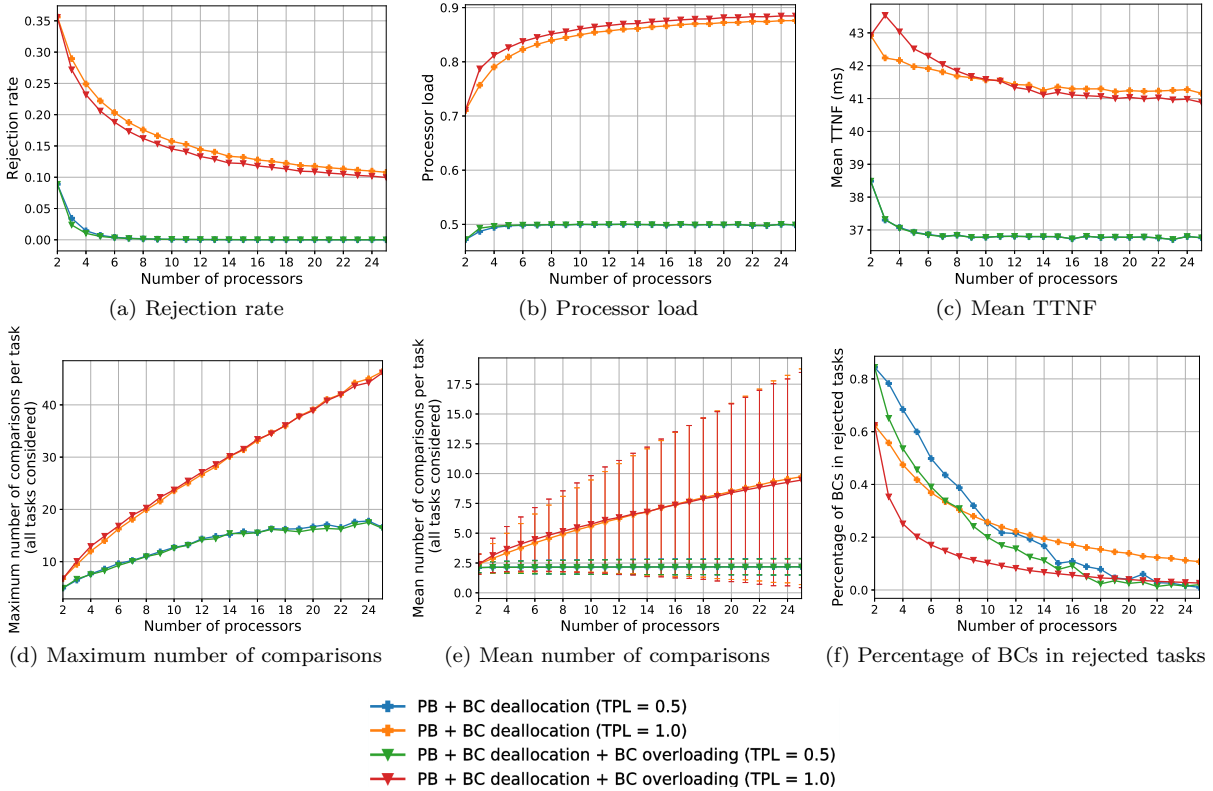 0.35
0.30
0.25
0.20
0.15
0.10
0.05
0.00
Rejection rate
2 4 6 8 10 12 14 16 18 20 22 24
Number of processors
(a) Rejection rate
0.9
0.8
0.7
0.6
0.5
Processor load
2 4 6 8 10 12 14 16 18 20 22 24
Number of processors
(b) Processor load
43
42
41
40
39
38
37
Mean TTNF (ms)
2 4 6 8 10 12 14 16 18 20 22 24
Number of processors
(c) Mean TTNF
Maximum number of comparisons per task
(all tasks considered)
40
30
20
10
2 4 6 8 10 12 14 16 18 20 22 24
Number of processors
(d) Maximum number of comparisons
Mean number of comparisons per task
(all tasks considered)
17.5
15.0
12.5
10.0
7.5
5.0
2.5
0.0
2 4 6 8 10 12 14 16 18 20 22 24
Number of processors
(e) Mean number of comparisons
Percentage of BCs in rejected tasks
0.8
0.6
0.4
0.2
0.0
2 4 6 8 10 12 14 16 18 20 22 24
Number of processors
(f) Percentage of BCs in rejected tasks
PB + BC deallocation (TPL = 0.5)
PB + BC deallocation (TPL = 1.0)
PB + BC deallocation + BC overloading (TPL = 0.5)
PB + BC deallocation + BC overloading (TPL = 1.0)